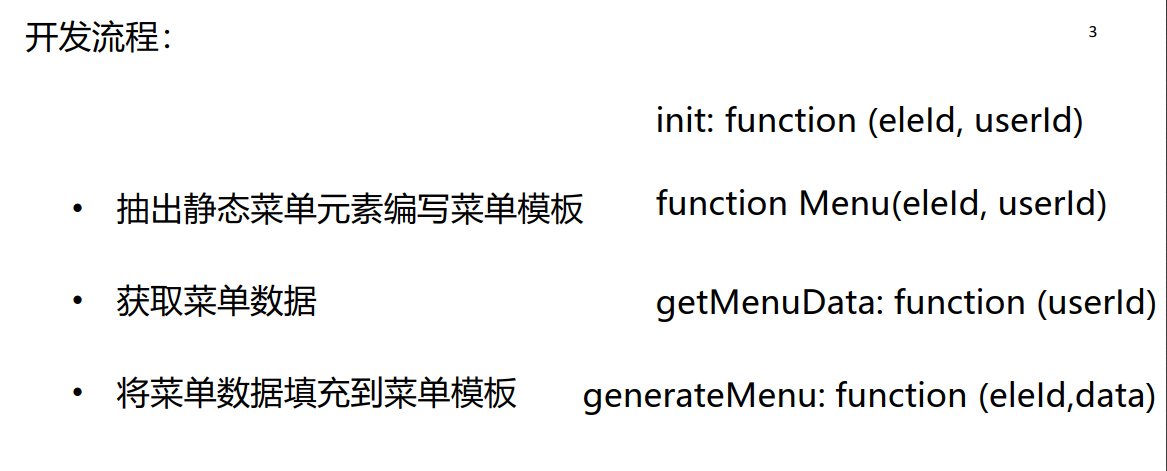 开发流程：
3
init: function (eleId, userId)
• 抽出静态菜单元素编写菜单模板 function Menu(eleId, userId)
• 获取菜单数据 getMenuData: function (userId)
• 将菜单数据填充到菜单模板 generateMenu: function (eleId,data)